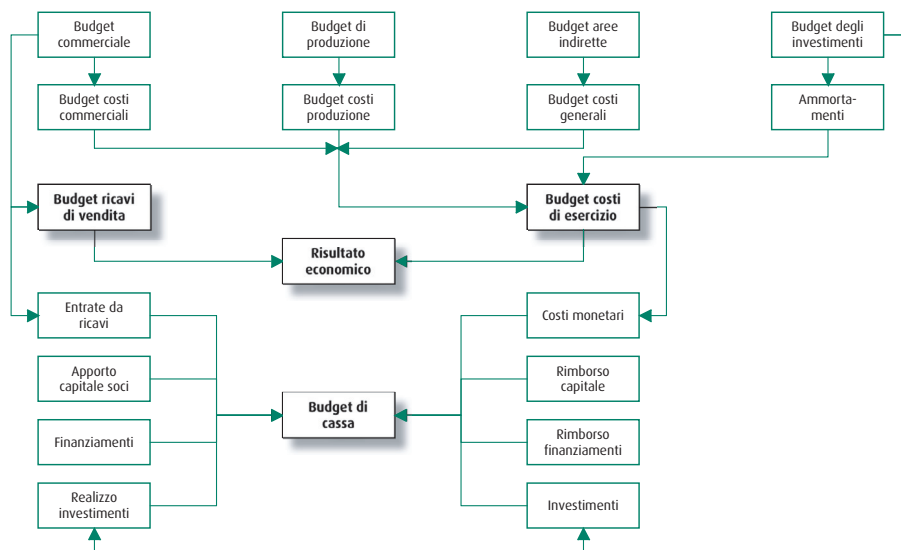 Budget
commerciale
Budget di
produzione
Budget aree
indirette
Budget degli
investimenti
Budget costi
commerciali
Budget costi
produzione
Budget costi
generali
Ammorta-
menti
Budget ricavi
di vendita
Budget costi
di esercizio
Risultato
economico
Entrate da
ricavi
Costi monetari
Apporto
capitale soci
Rimborso
capitale
Budget di
cassa
Finanziamenti
Rimborso
finanziamenti
Realizzo
investimenti
Investimenti